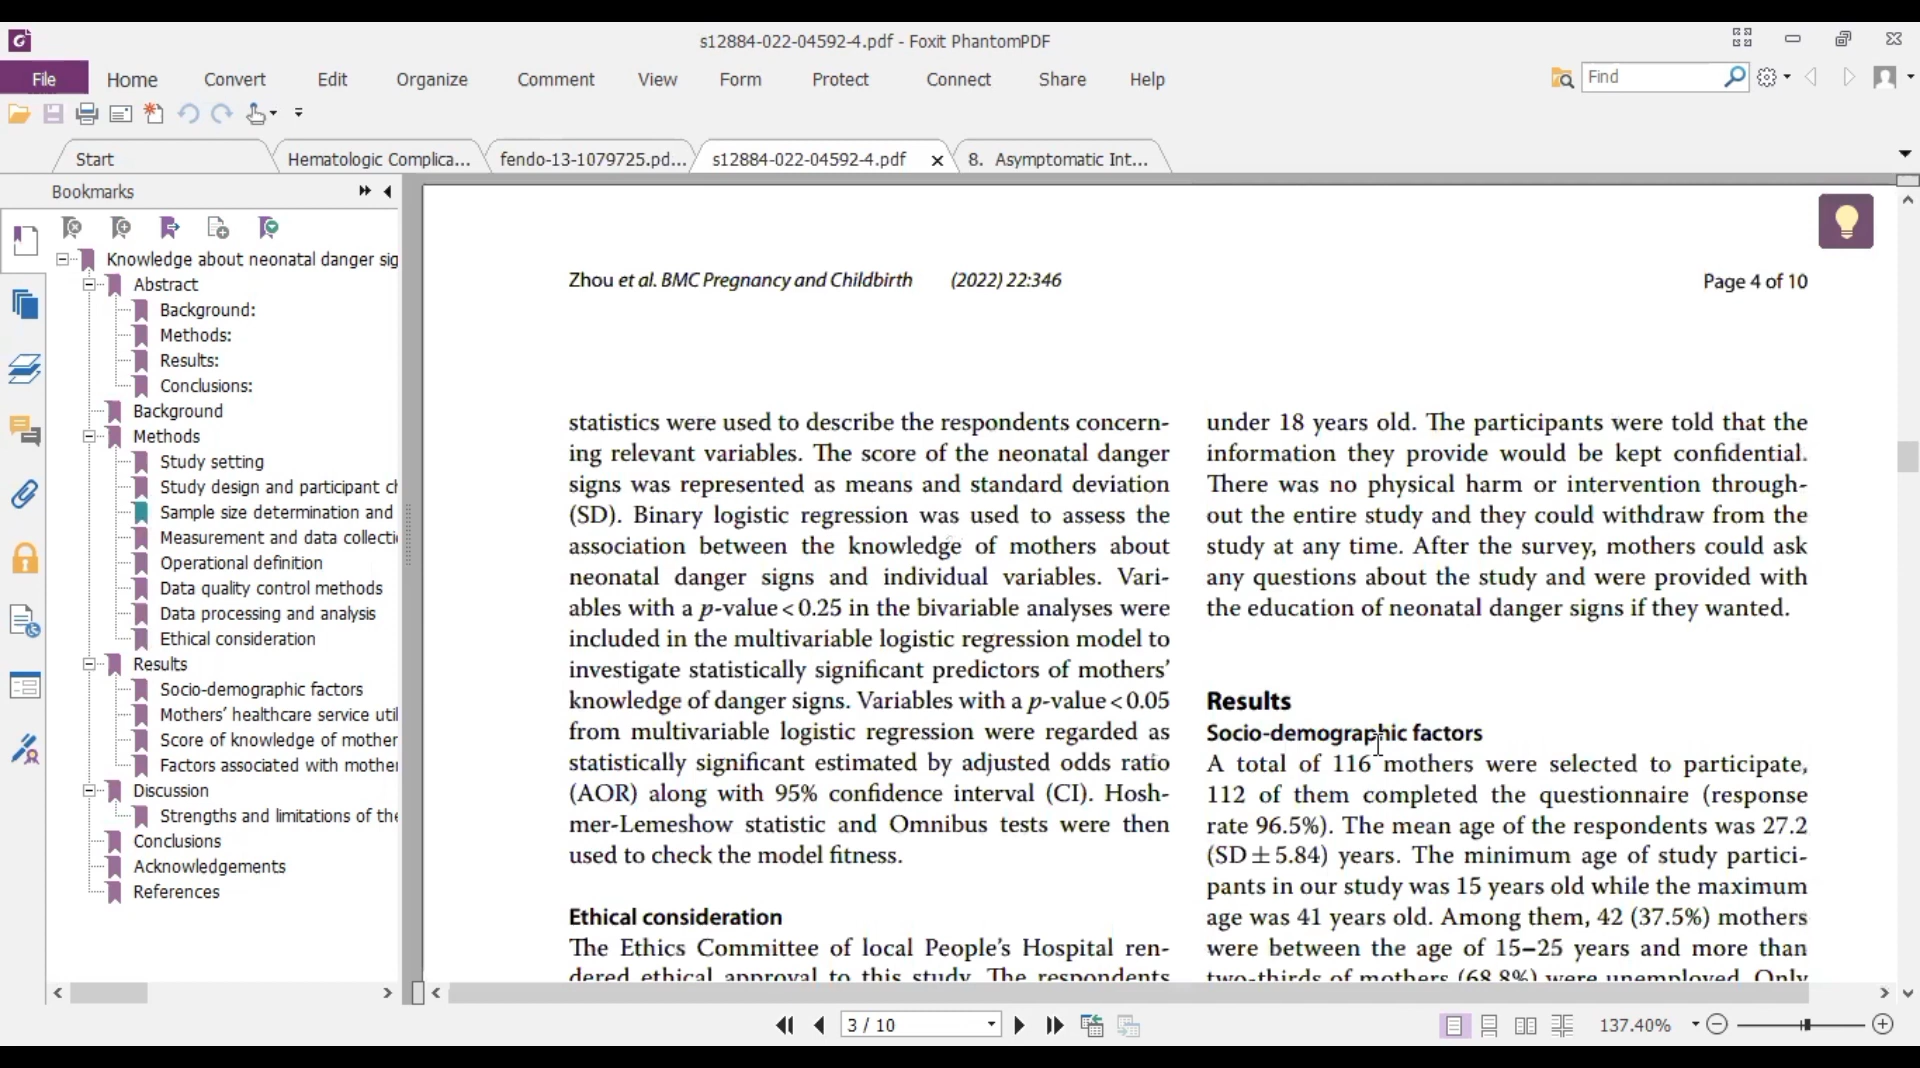 s12884-022-04592-4.pdf - Foxit PhantomPDF
File Home Convert Edit Organize Comment View Form Protect Connect Share Help
Find
Start
Hematologic Complica...
fendo-13-1079725.pd...
s12884-022-04592-4.pdf
8. Asymptomatic Int...
Bookmarks
Knowledge about neonatal danger sig
Abstract
Background:
Methods:
Results:
Conclusions:
Background
Methods
Study setting
Study design and participant ch
Sample size determination and
Measurement and data collecti
Operational definition
Data quality control methods
Data processing and analysis
Ethical consideration
Results
Socio-demographic factors
Mothers’ healthcare service util
Score of knowledge of mother
Factors associated with mothe
Discussion
Strengths and limitations of the
Conclusions
Acknowledgements
References
Zhou et al. BMC Pregnancy and Childbirth (2022) 22:346
Page 4 of 10
statistics were used to describe the respondents concern-
ing relevant variables. The score of the neonatal danger
signs was represented as means and standard deviation
(SD). Binary logistic regression was used to assess the
association between the knowledge of mothers about
neonatal danger signs and individual variables. Vari-
ables with a p-value < 0.25 in the bivariable analyses were
included in the multivariable logistic regression model to
investigate statistically significant predictors of mothers’
knowledge of danger signs. Variables with a p-value < 0.05
from multivariable logistic regression were regarded as
statistically significant estimated by adjusted odds ratio
(AOR) along with 95% confidence interval (CI). Hosh-
mer-Lemeshow statistic and Omnibus tests were then
used to check the model fitness.
Ethical consideration
The Ethics Committee of local People’s Hospital ren-
dered ethical approval to this study. The respondents
under 18 years old. The participants were told that the
information they provide would be kept confidential.
There was no physical harm or intervention through-
out the entire study and they could withdraw from the
study at any time. After the survey, mothers could ask
any questions about the study and were provided with
the education of neonatal danger signs if they wanted.
Results
Socio-demographic factors
A total of 116 mothers were selected to participate,
112 of them completed the questionnaire (response
rate 96.5%). The mean age of the respondents was 27.2
(SD ± 5.84) years. The minimum age of study partici-
pants in our study was 15 years old while the maximum
age was 41 years old. Among them, 42 (37.5%) mothers
were between the age of 15–25 years and more than
two-thirds of mothers (68.8%) were unemployed. Only
3 / 10
137.40%